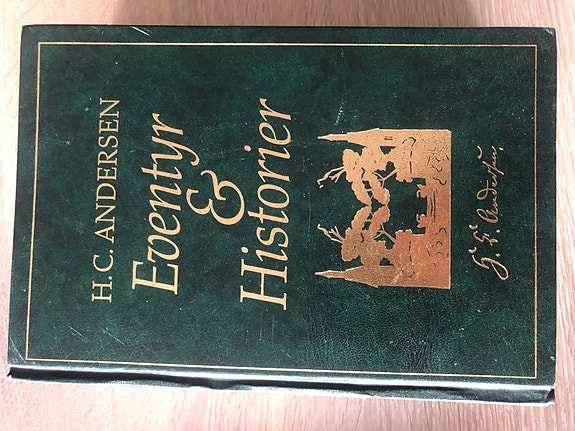 H.C. ANDERSEN
Eventyr
&
Historier
H. C. Andersen.